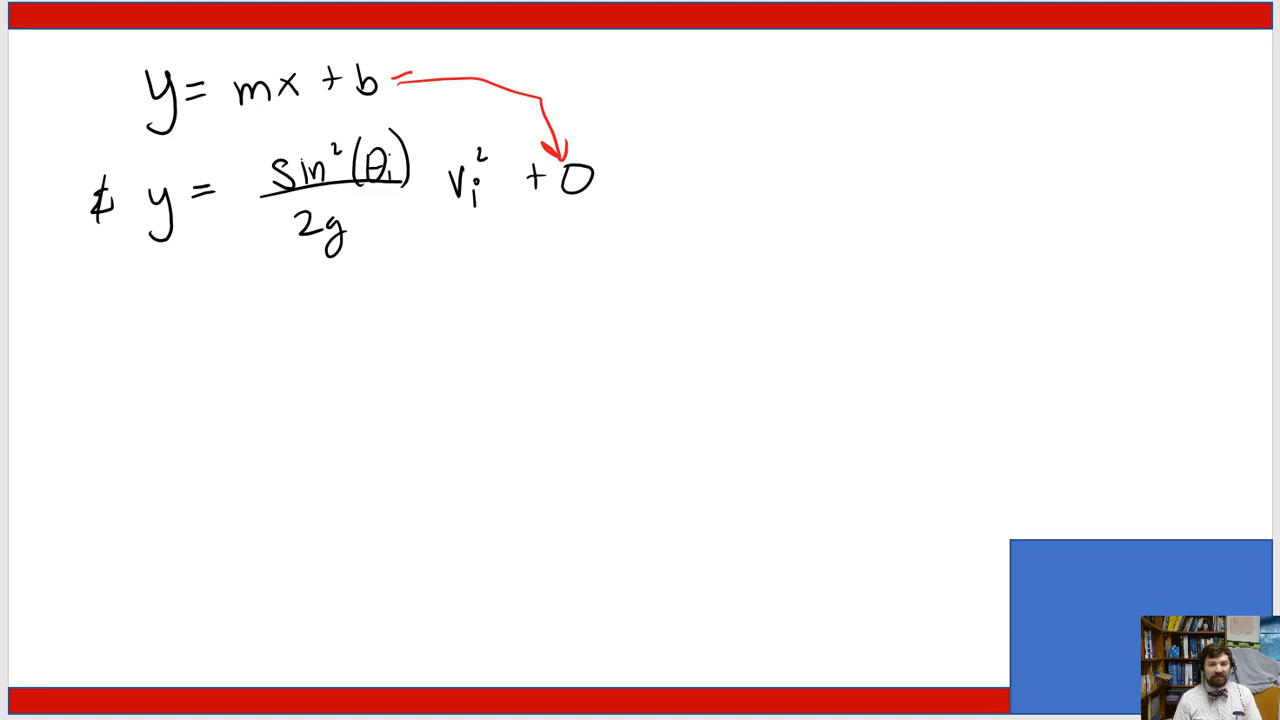 y = mx + b
& y = sin²(θᵢ)/2g vᵢ² + 0